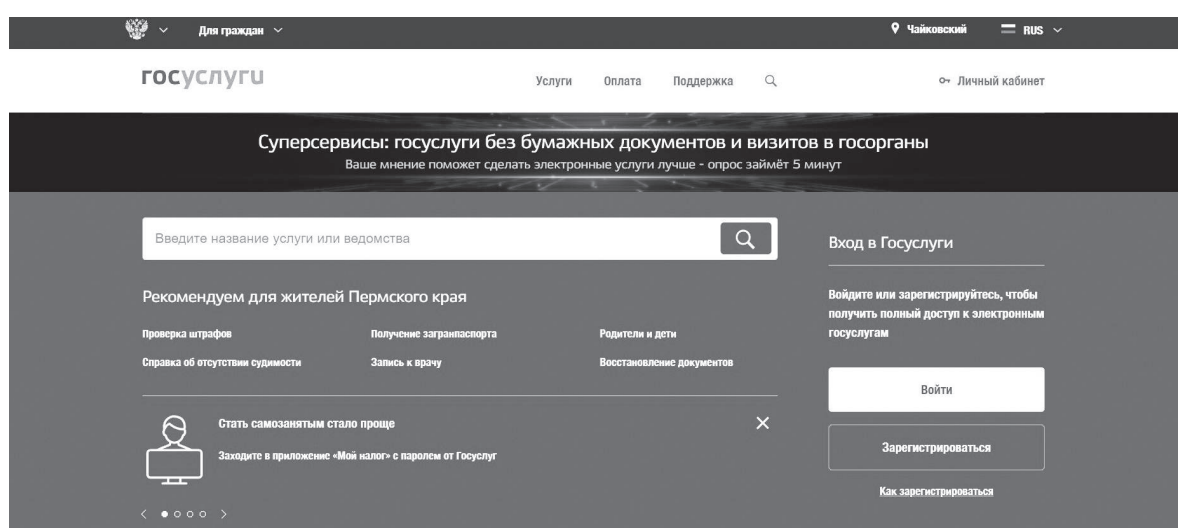 Для граждан
Чайковский
RUS
госуслуги
Услуги Оплата Поддержка
Личный кабинет
Суперсервисы: госуслуги без бумажных документов и визитов в госорганы
Ваше мнение поможет сделать электронные услуги лучше - опрос займёт 5 минут
Введите название услуги или ведомства
Рекомендуем для жителей Пермского края
Проверка штрафов Получение загранпаспорта Родители и дети
Справка об отсутствии судимости Запись к врачу Восстановление документов
Стать самозанятым стало проще
Заходите в приложение «Мой налог» с паролем от Госуслуг
Вход в Госуслуги
Войдите или зарегистрируйтесь, чтобы
получить полный доступ к электронным
госуслугам
Войти
Зарегистрироваться
Как зарегистрироваться